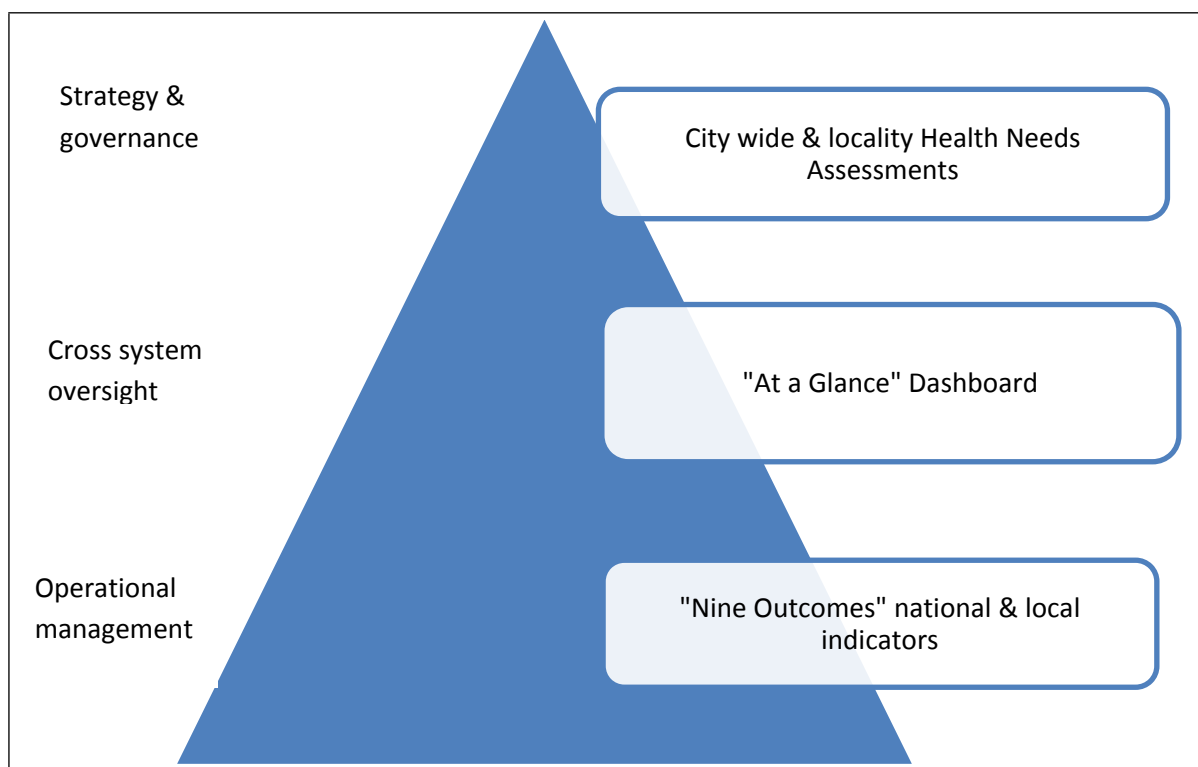 Strategy &
governance
City wide & locality Health Needs
Assessments
Cross system
oversight
"At a Glance" Dashboard
Operational
management
"Nine Outcomes" national & local
indicators